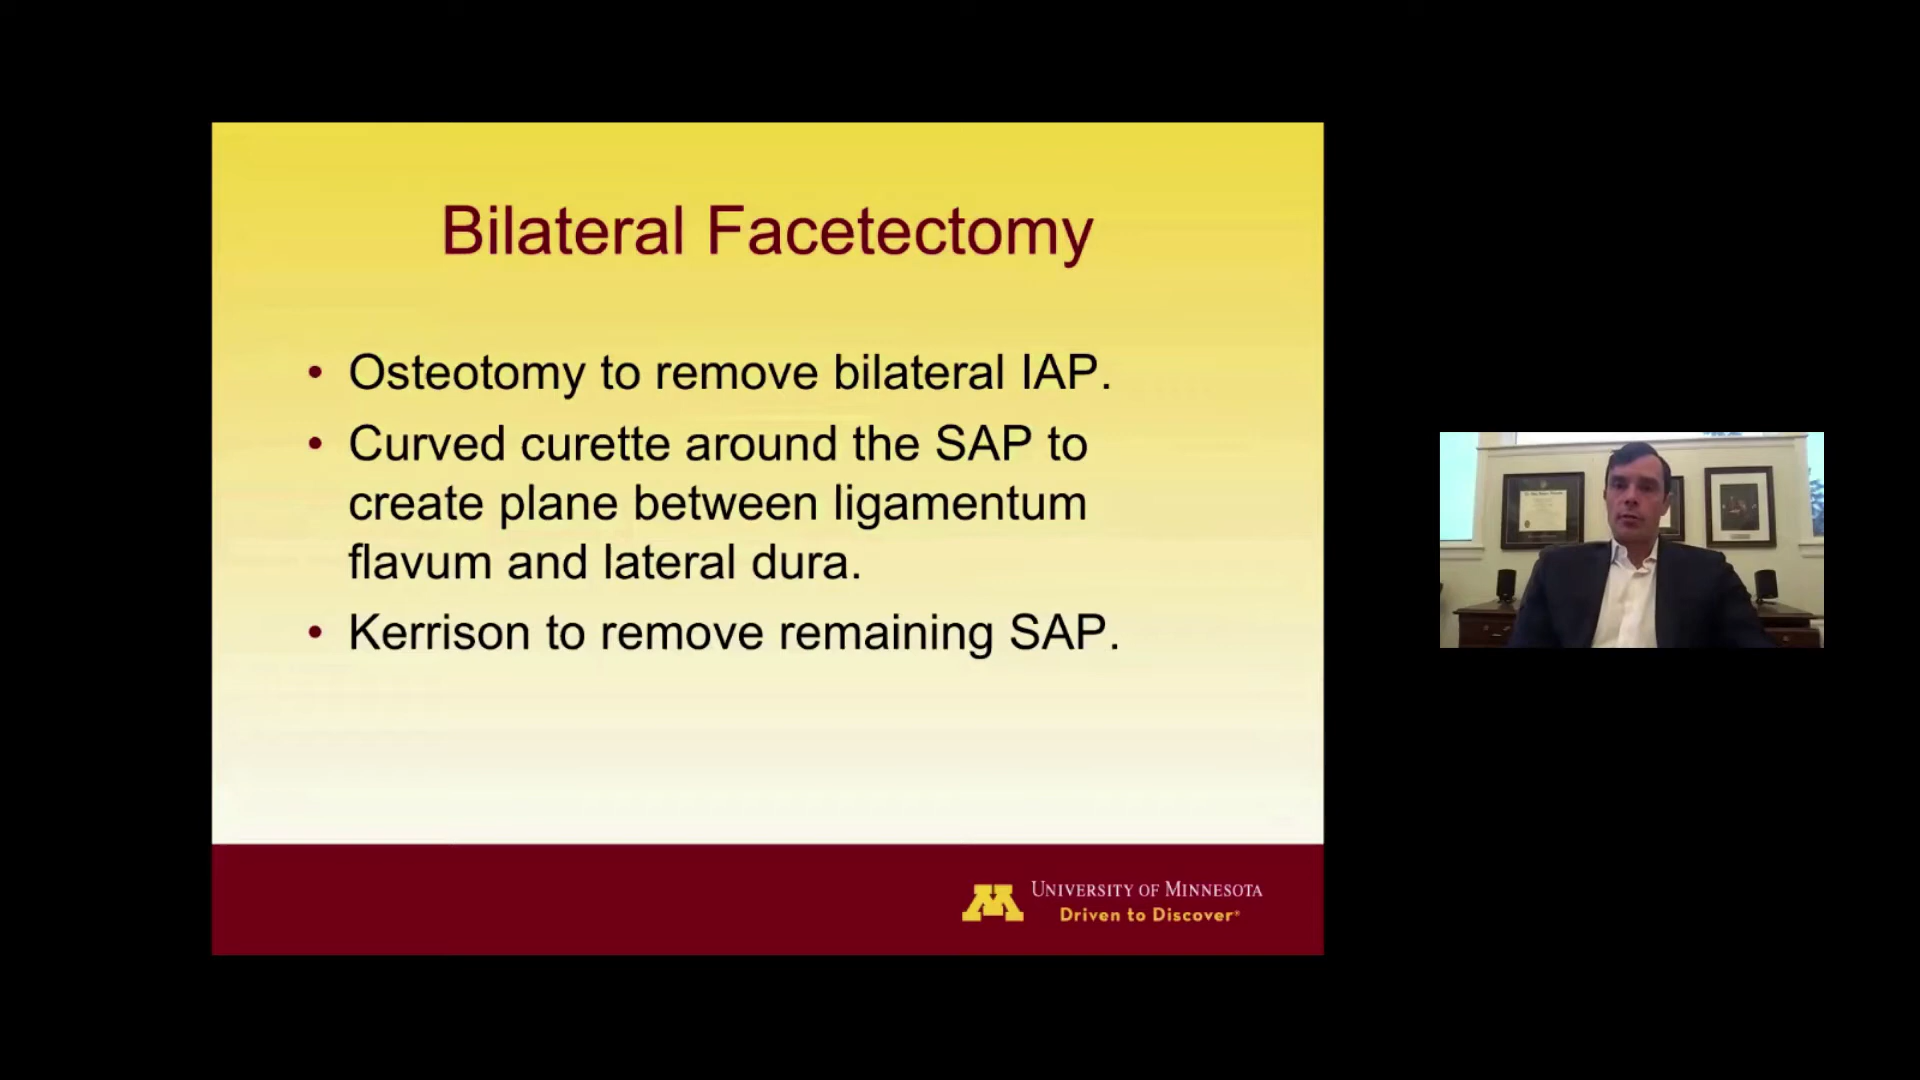 Bilateral Facetectomy
• Osteotomy to remove bilateral IAP.
• Curved curette around the SAP to
create plane between ligamentum
flavum and lateral dura.
• Kerrison to remove remaining SAP.
UNIVERSITY OF MINNESOTA
Driven to Discover®